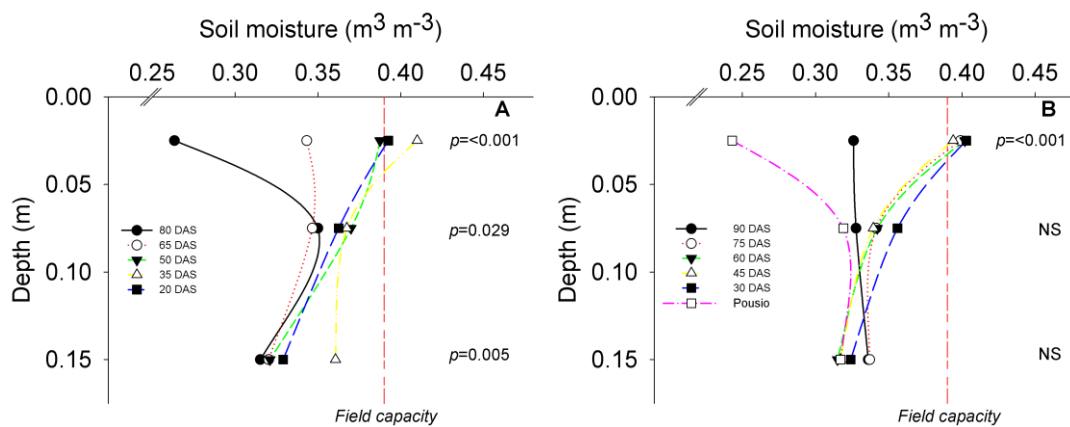 Soil moisture (m³ m⁻³)
0.25 0.30 0.35 0.40 0.45
0.00
0.05
0.10
0.15
Depth (m)
A
p=<0.001
p=0.029
p=0.005
80 DAS
65 DAS
50 DAS
35 DAS
20 DAS
Field capacity
Soil moisture (m³ m⁻³)
0.25 0.30 0.35 0.40 0.45
0.00
0.05
0.10
0.15
Depth (m)
B
p=<0.001
NS
NS
90 DAS
75 DAS
60 DAS
45 DAS
30 DAS
Pousio
Field capacity